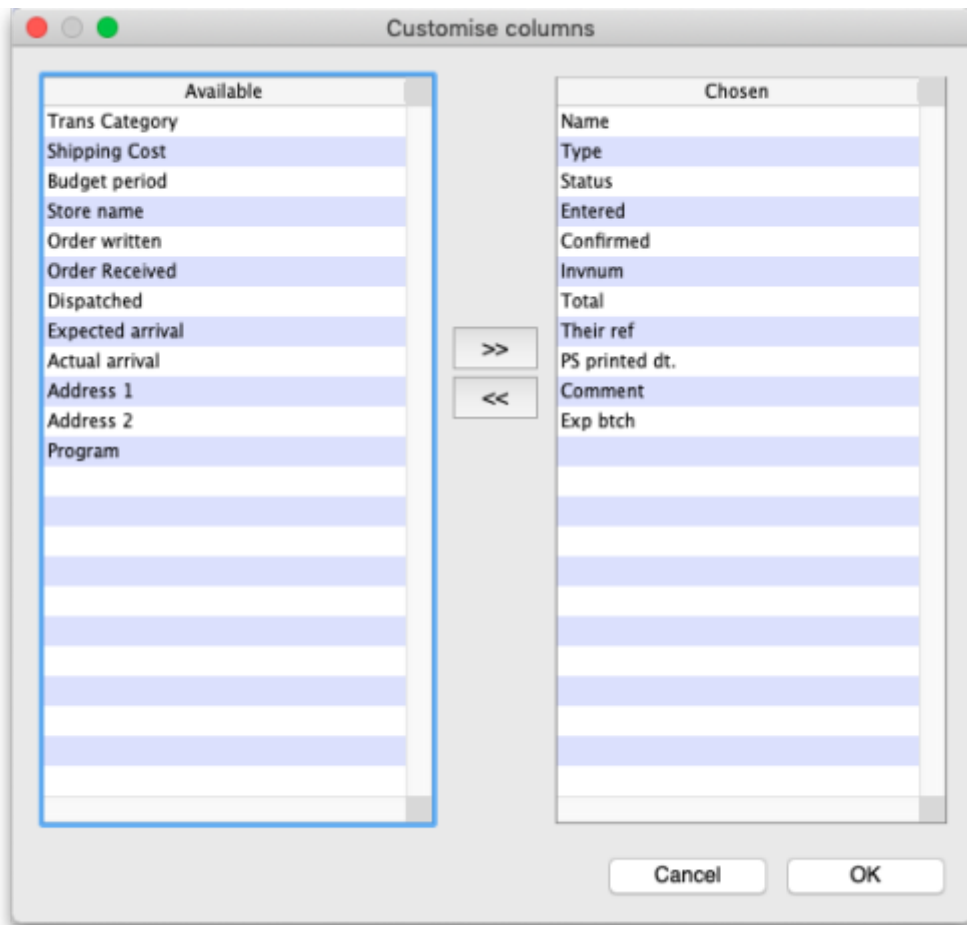 Customise columns
Available
Trans Category
Shipping Cost
Budget period
Store name
Order written
Order Received
Dispatched
Expected arrival
Actual arrival
Address 1
Address 2
Program
>>
<<
Chosen
Name
Type
Status
Entered
Confirmed
Invnum
Total
Their ref
PS printed dt.
Comment
Exp btch
Cancel
OK